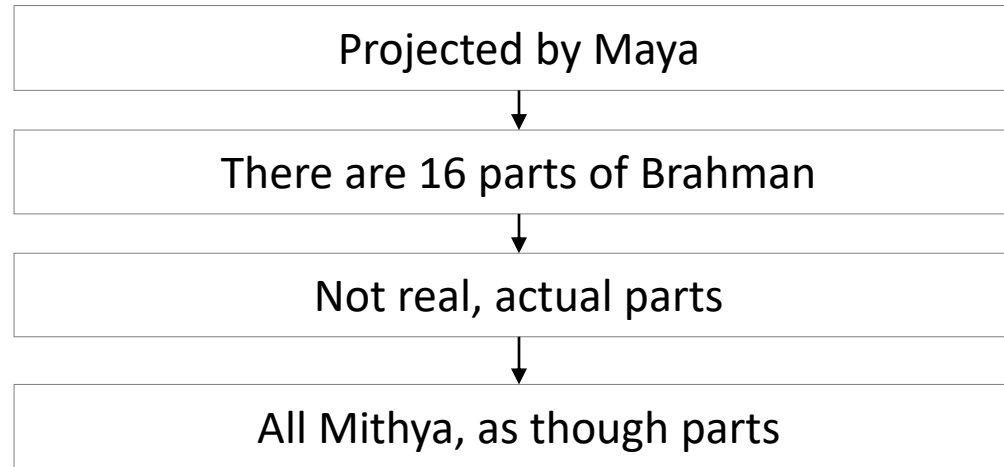 Projected by Maya
There are 16 parts of Brahman
Not real, actual parts
All Mithya, as though parts